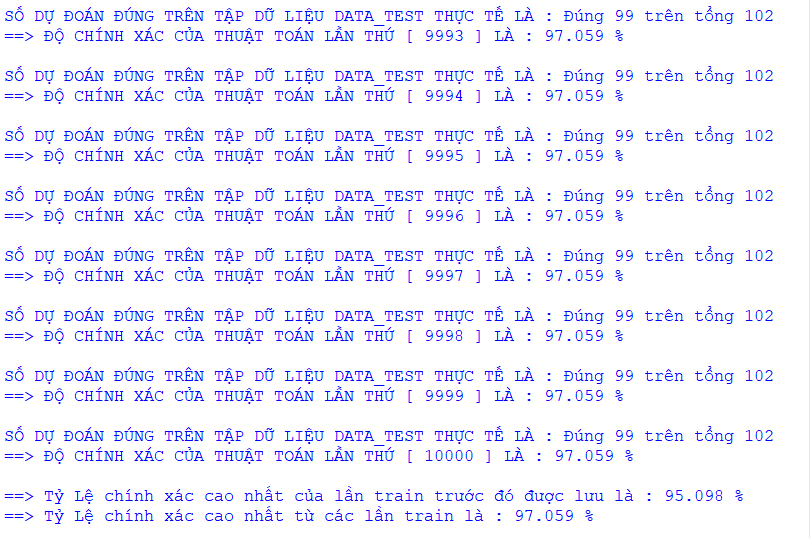 SỐ DỰ ĐOÁN ĐÚNG TRÊN TẬP DỮ LIỆU DATA_TEST THỰC TẾ LÀ : Đúng 99 trên tổng 102
==> ĐỘ CHÍNH XÁC CỦA THUẬT TOÁN LẦN THỨ [ 9993 ] LÀ : 97.059 %
SỐ DỰ ĐOÁN ĐÚNG TRÊN TẬP DỮ LIỆU DATA_TEST THỰC TẾ LÀ : Đúng 99 trên tổng 102
==> ĐỘ CHÍNH XÁC CỦA THUẬT TOÁN LẦN THỨ [ 9994 ] LÀ : 97.059 %
SỐ DỰ ĐOÁN ĐÚNG TRÊN TẬP DỮ LIỆU DATA_TEST THỰC TẾ LÀ : Đúng 99 trên tổng 102
==> ĐỘ CHÍNH XÁC CỦA THUẬT TOÁN LẦN THỨ [ 9995 ] LÀ : 97.059 %
SỐ DỰ ĐOÁN ĐÚNG TRÊN TẬP DỮ LIỆU DATA_TEST THỰC TẾ LÀ : Đúng 99 trên tổng 102
==> ĐỘ CHÍNH XÁC CỦA THUẬT TOÁN LẦN THỨ [ 9996 ] LÀ : 97.059 %
SỐ DỰ ĐOÁN ĐÚNG TRÊN TẬP DỮ LIỆU DATA_TEST THỰC TẾ LÀ : Đúng 99 trên tổng 102
==> ĐỘ CHÍNH XÁC CỦA THUẬT TOÁN LẦN THỨ [ 9997 ] LÀ : 97.059 %
SỐ DỰ ĐOÁN ĐÚNG TRÊN TẬP DỮ LIỆU DATA_TEST THỰC TẾ LÀ : Đúng 99 trên tổng 102
==> ĐỘ CHÍNH XÁC CỦA THUẬT TOÁN LẦN THỨ [ 9998 ] LÀ : 97.059 %
SỐ DỰ ĐOÁN ĐÚNG TRÊN TẬP DỮ LIỆU DATA_TEST THỰC TẾ LÀ : Đúng 99 trên tổng 102
==> ĐỘ CHÍNH XÁC CỦA THUẬT TOÁN LẦN THỨ [ 9999 ] LÀ : 97.059 %
SỐ DỰ ĐOÁN ĐÚNG TRÊN TẬP DỮ LIỆU DATA_TEST THỰC TẾ LÀ : Đúng 99 trên tổng 102
==> ĐỘ CHÍNH XÁC CỦA THUẬT TOÁN LẦN THỨ [ 10000 ] LÀ : 97.059 %
==> Tỷ Lệ chính xác cao nhất của lần train trước đó được lưu là : 95.098 %
==> Tỷ Lệ chính xác cao nhất từ các lần train là : 97.059 %